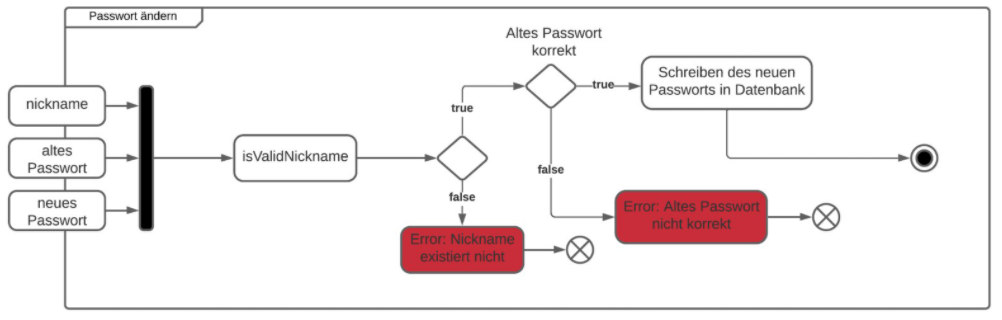 Passwort ändern
nickname
altes
Passwort
neues
Passwort
isValidNickname
true
false
Error: Nickname
existiert nicht
Altes Passwort
korrekt
true
false
Schreiben des neuen
Passworts in Datenbank
Error: Altes Passwort
nicht korrekt